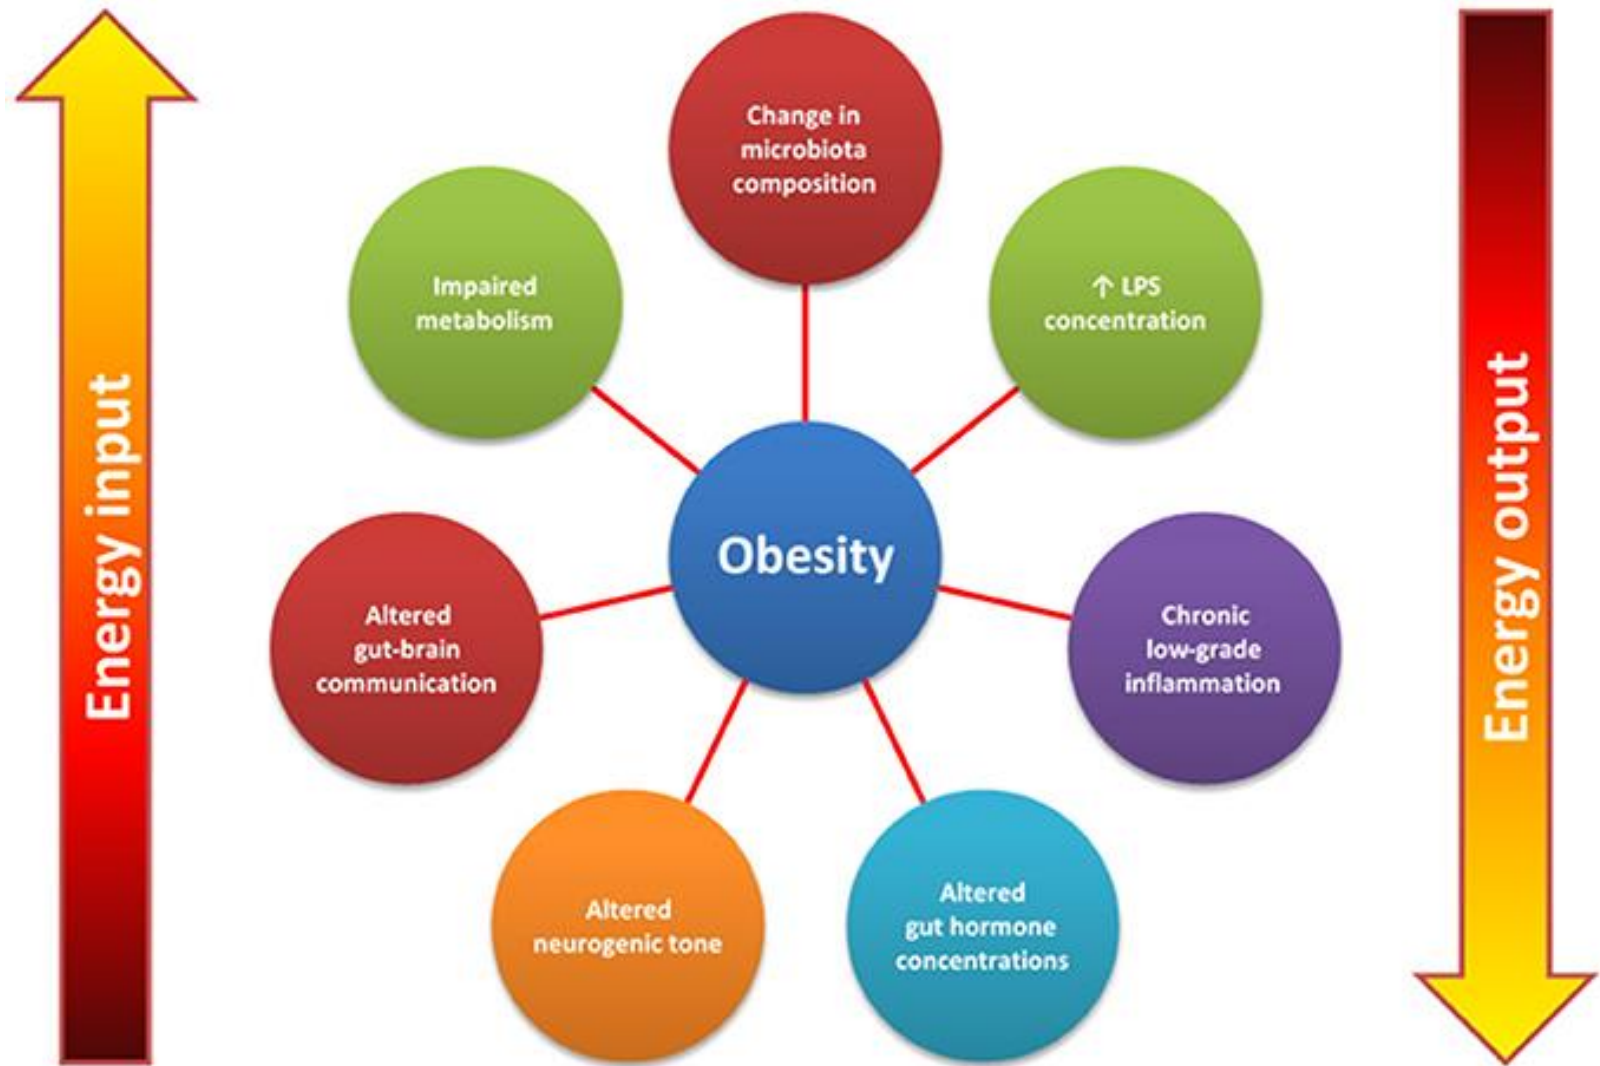 Energy input
Change in
microbiota
composition
↑ LPS
concentration
Chronic
low-grade
inflammation
Altered
gut hormone
concentrations
Altered
neurogenic tone
Altered
gut-brain
communication
Impaired
metabolism
Obesity
Energy output